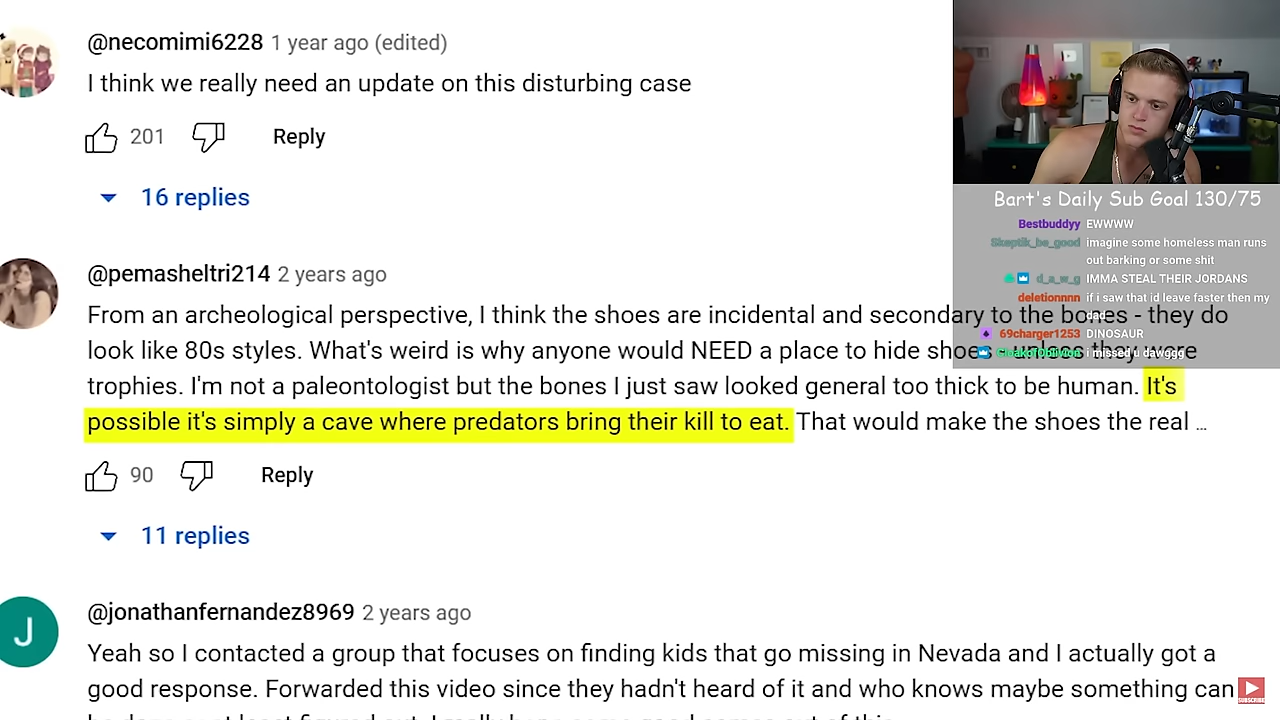 @necomimi6228 1 year ago (edited)
I think we really need an update on this disturbing case
201 Reply
16 replies
@pemasheltri214 2 years ago
From an archeological perspective, I think the shoes are incidental and secondary to the bones - they do
look like 80s styles. What's weird is why anyone would NEED a place to hide shoes - unless they were
trophies. I'm not a paleontologist but the bones I just saw looked general too thick to be human. It's
possible it's simply a cave where predators bring their kill to eat. That would make the shoes the real ...
90 Reply
11 replies
J
@jonathanfernandez8969 2 years ago
Yeah so I contacted a group that focuses on finding kids that go missing in Nevada and I actually got a
good response. Forwarded this video since they hadn't heard of it and who knows maybe something can
Bart's Daily Sub Goal 130/75
Bestbuddyy EWWWW
Skeptik_be_good imagine some homeless man runs
out barking or some shit
d_a_w_g IMMA STEAL THEIR JORDANS
deletionnnn if i saw that id leave faster then my
dad
69charger1253 DINOSAUR
CloakofOblivion i missed u dawggg
SUBSCRIBE